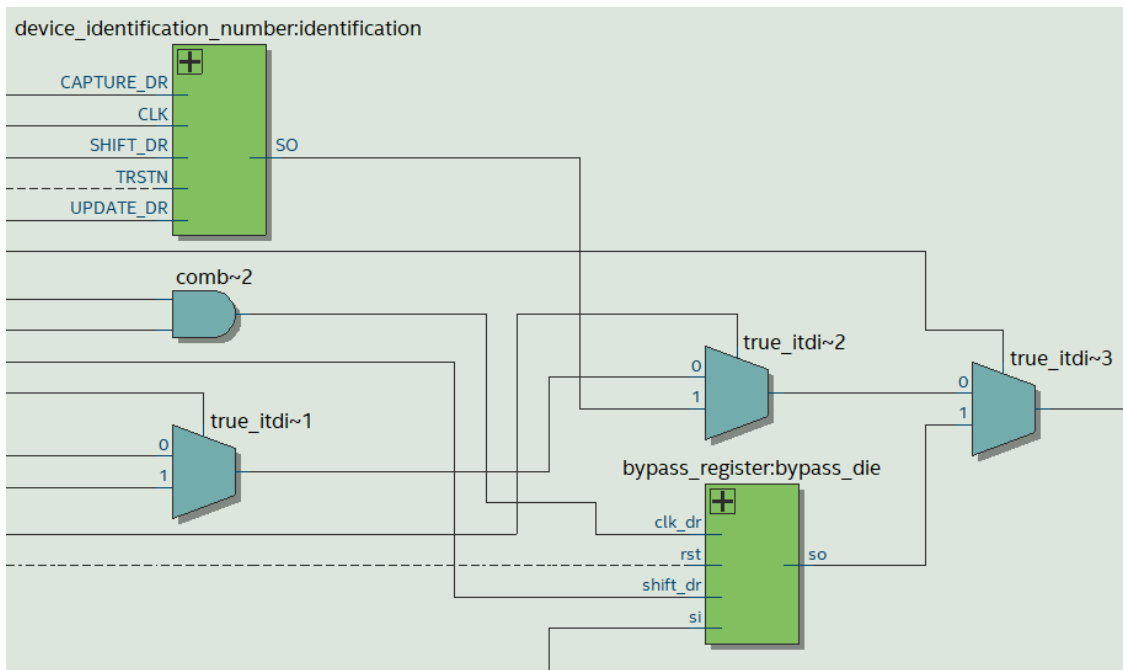 device_identification_number:identification
CAPTURE_DR
CLK
SHIFT_DR
SO
TRSTN
UPDATE_DR
comb~2
true_itdi~2
0
1
true_itdi~3
0
1
true_itdi~1
0
1
bypass_register:bypass_die
clk_dr
rst
so
shift_dr
si